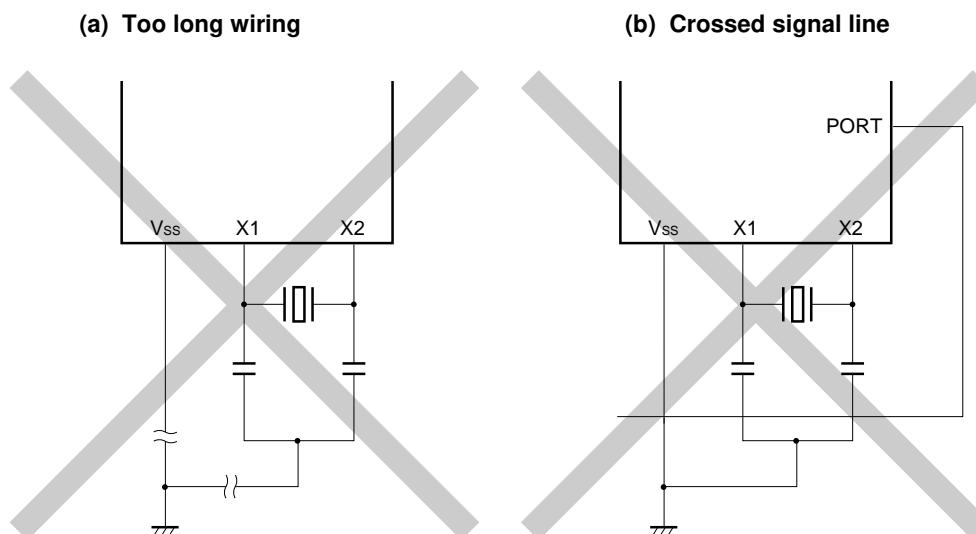 (a) Too long wiring
(b) Crossed signal line
PORT
VSS X1 X2
VSS X1 X2